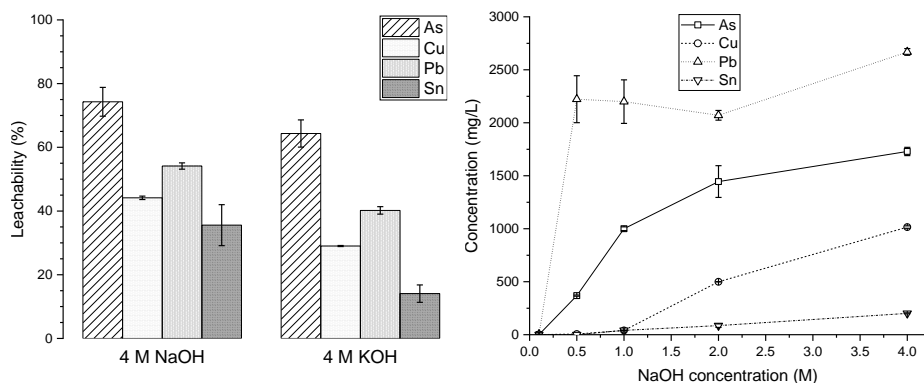 100
80
60
40
20
0
Leachability (%)
As
Cu
Pb
Sn
4 M NaOH
4 M KOH
3000
2500
2000
1500
1000
500
0
Concentration (mg/L)
As
Cu
Pb
Sn
0.0 0.5 1.0 1.5 2.0 2.5 3.0 3.5 4.0
NaOH concentration (M)